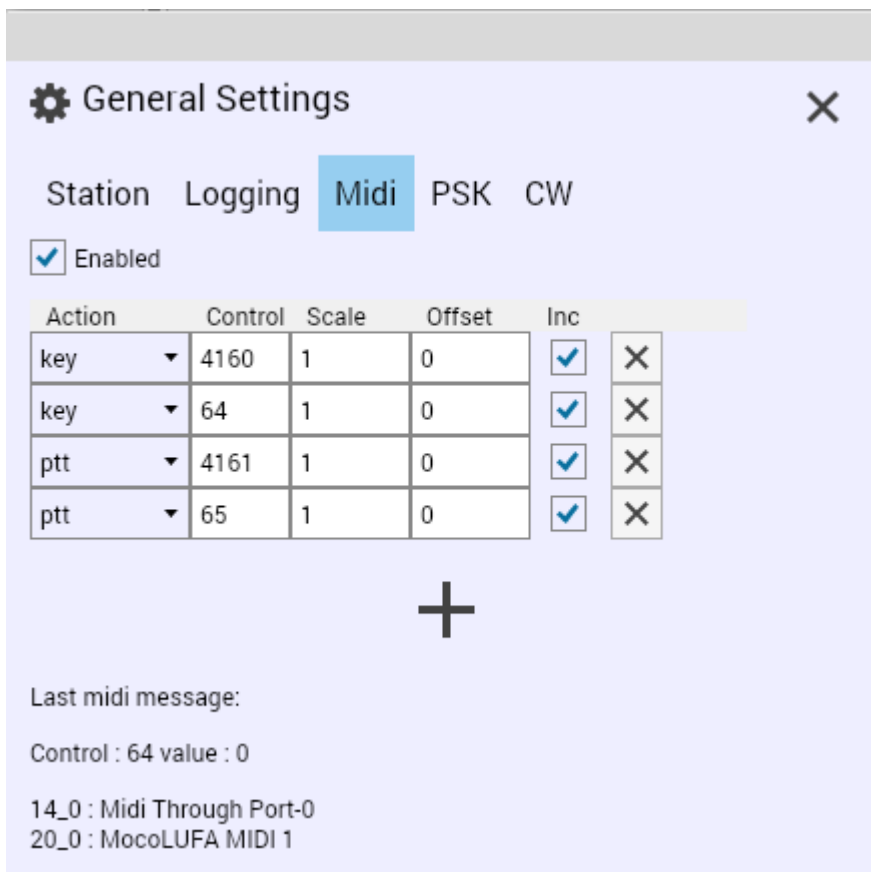 General Settings
Station Logging Midi PSK CW
Enabled
Action Control Scale Offset Inc
key 4160 1 0
key 64 1 0
ptt 4161 1 0
ptt 65 1 0
Last midi message:
Control : 64 value : 0
14_0 : Midi Through Port-0
20_0 : MocoLUFA MIDI 1